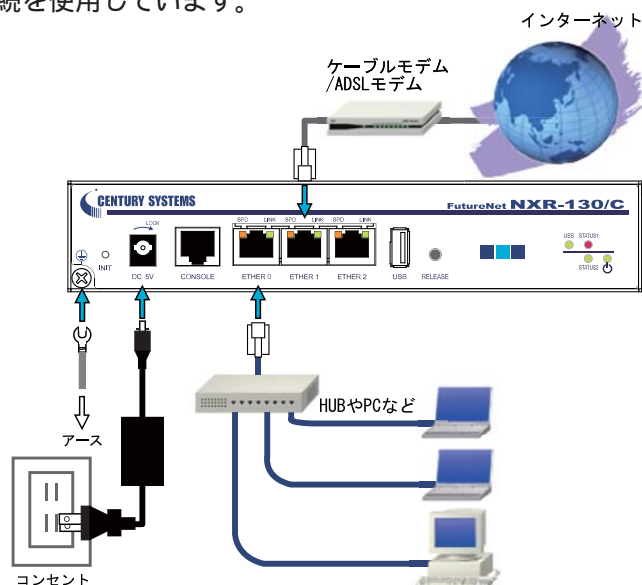 続を使用しています。
インターネット
ケーブルモデム
/ADSLモデム
CENTURY SYSTEMS
FutureNet NXR-130/C
LOCK
SPD LINK SPD LINK SPD LINK
USB STATUS1
INIT
DC 5V
CONSOLE
ETHER 0
ETHER 1
ETHER 2
USB
RELEASE
STATUS2
HUBやPCなど
アース
コンセント